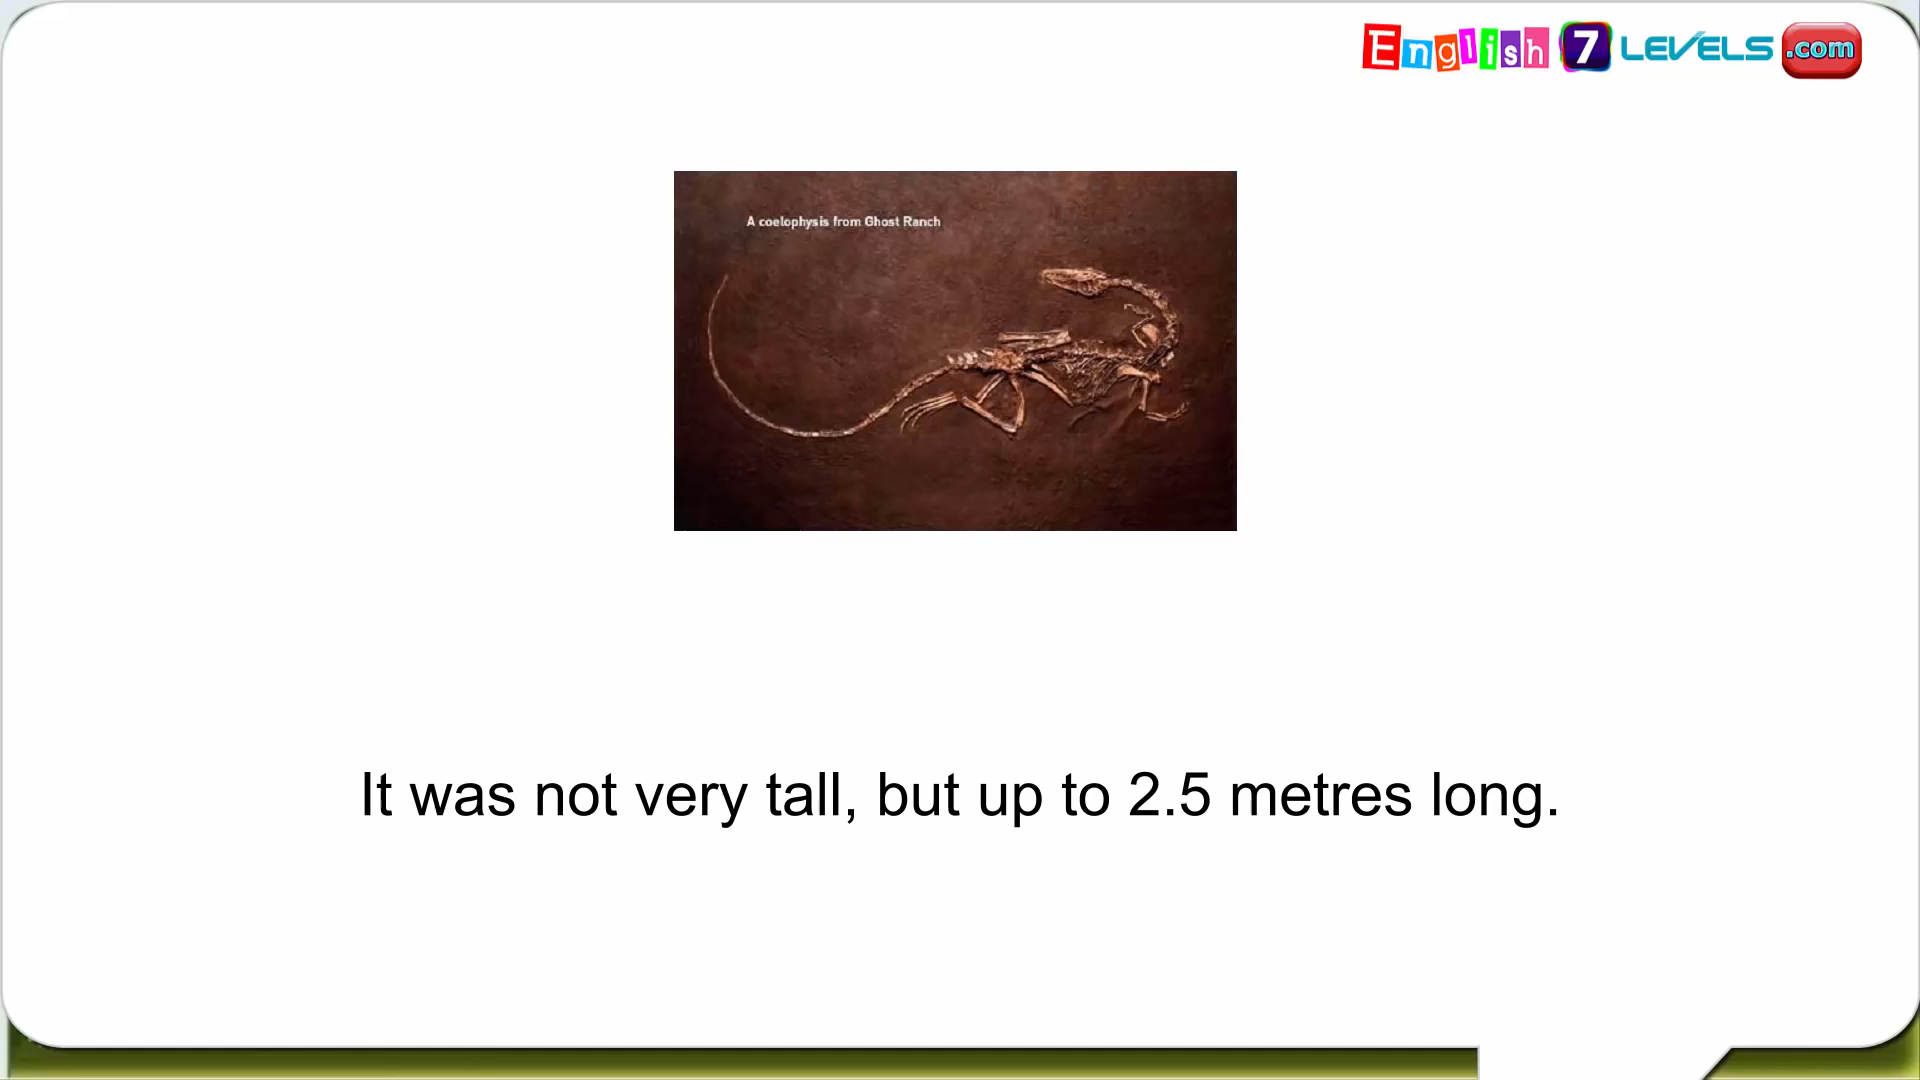 English 7 LEVELS .com
A coelophysis from Ghost Ranch
It was not very tall, but up to 2.5 metres long.